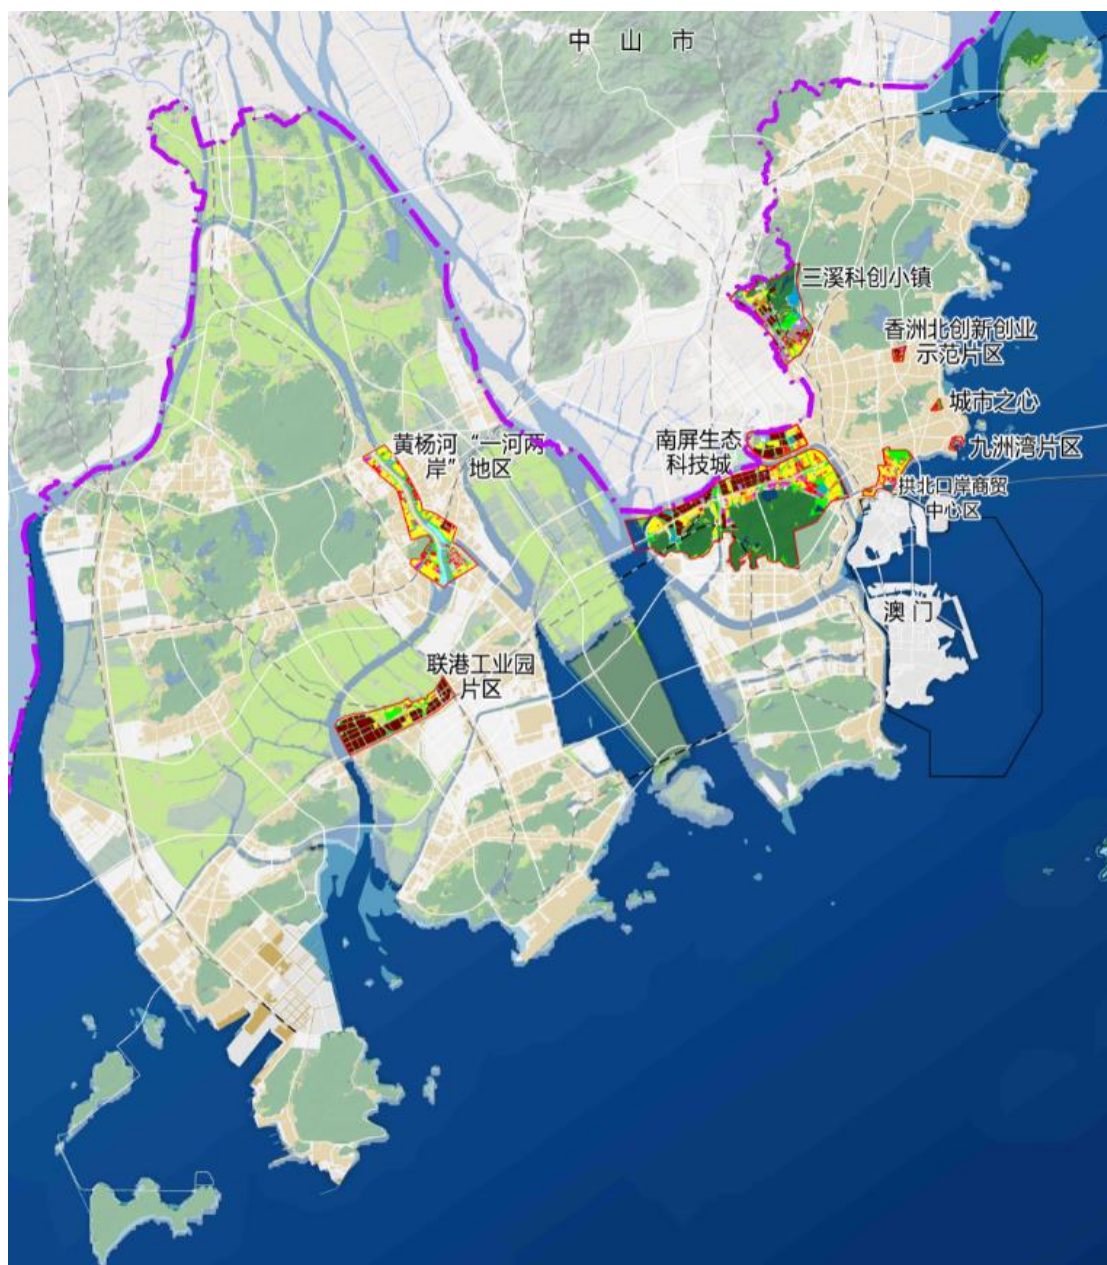 中 山 市
三溪科创小镇
香洲北创新创业
示范片区
城市之心
九洲湾片区
南屏生态
科技城
拱北口岸商贸
中心区
黄杨河“一河两
岸”地区
澳门
联港工业园
片区